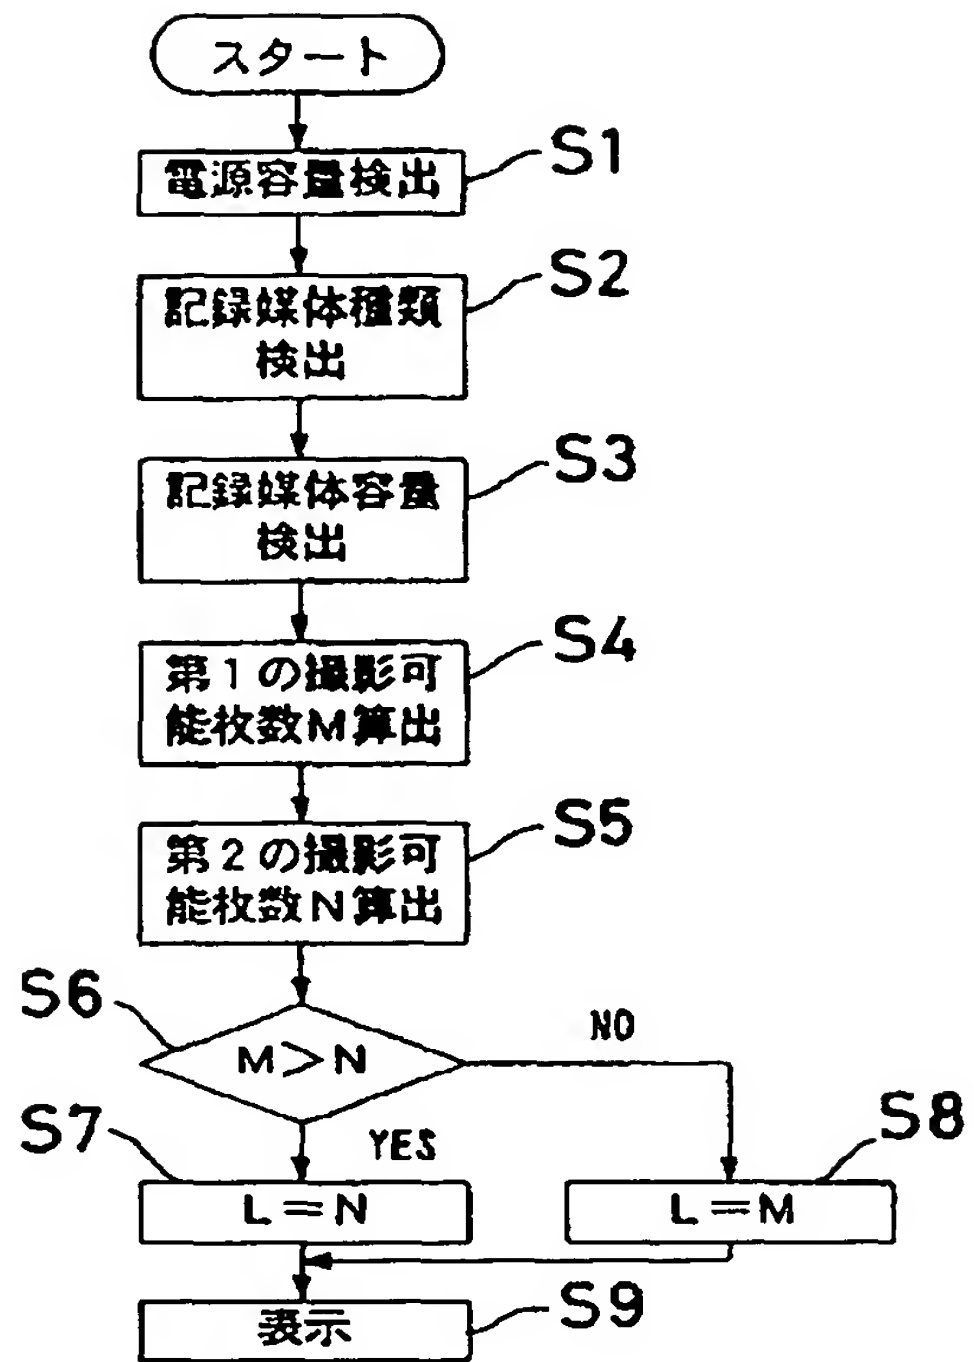 スタート
電源容量検出
S1
記録媒体種類
検出
S2
記録媒体容量
検出
S3
第1の撮影可
能枚数M算出
S4
第2の撮影可
能枚数N算出
S5
S6
M>N
NO
YES
S7
L=N
S8
L=M
表示
S9